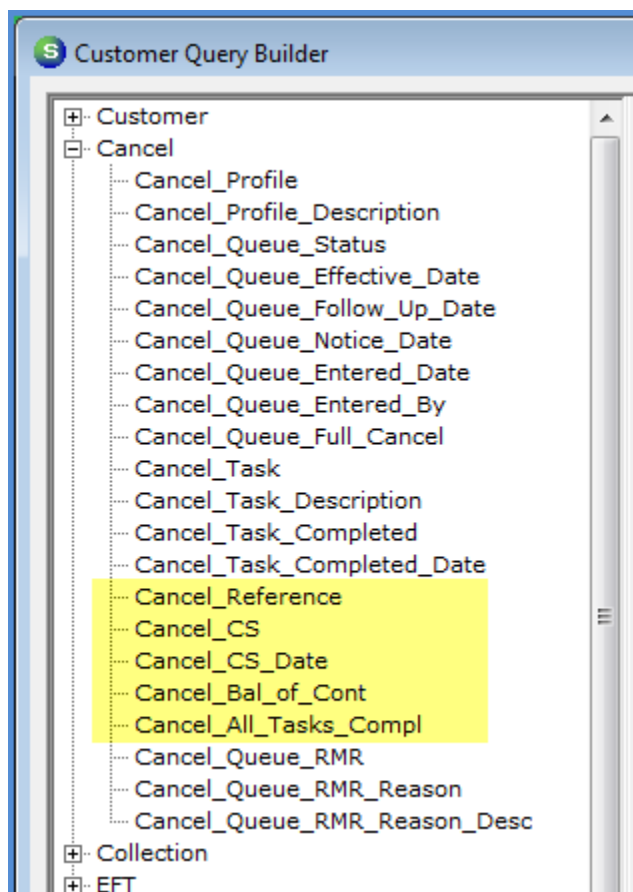 S Customer Query Builder
Customer
Cancel
Cancel_Profile
Cancel_Profile_Description
Cancel_Queue_Status
Cancel_Queue_Effective_Date
Cancel_Queue_Follow_Up_Date
Cancel_Queue_Notice_Date
Cancel_Queue_Entered_Date
Cancel_Queue_Entered_By
Cancel_Queue_Full_Cancel
Cancel_Task
Cancel_Task_Description
Cancel_Task_Completed
Cancel_Task_Completed_Date
Cancel_Reference
Cancel_CS
Cancel_CS_Date
Cancel_Bal_of_Cont
Cancel_All_Tasks_Compl
Cancel_Queue_RMR
Cancel_Queue_RMR_Reason
Cancel_Queue_RMR_Reason_Desc
Collection
EFT